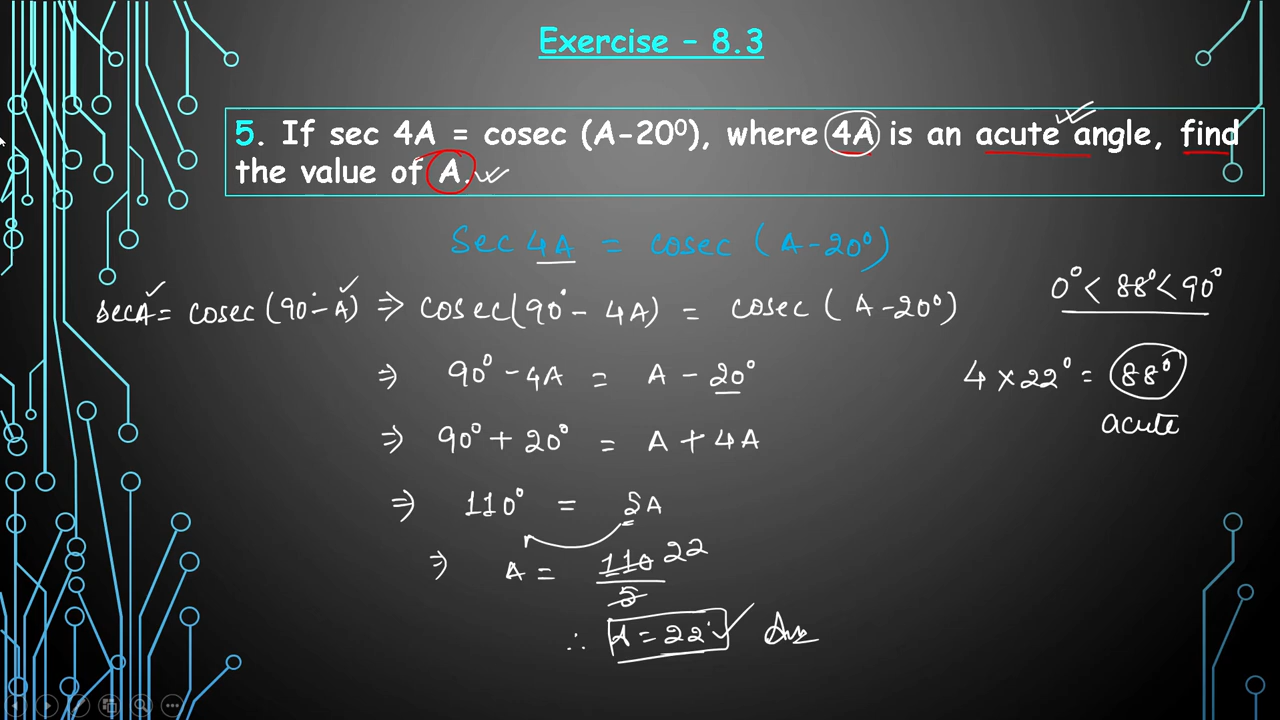 Exercise – 8.3
5. If sec 4A = cosec (A–20⁰), where 4A is an acute angle, find
the value of A.
Sec 4A = cosec (A - 20°)
secA = cosec (90° - A) ⇒ cosec(90° - 4A) = cosec (A - 20°)
0° < 88° < 90°
⇒ 90° - 4A = A - 20°
4 × 22° = 88°
acute
⇒ 90° + 20° = A + 4A
⇒ 110° = 5A
⇒ A = 110/5 22
∴ A = 22° Ans